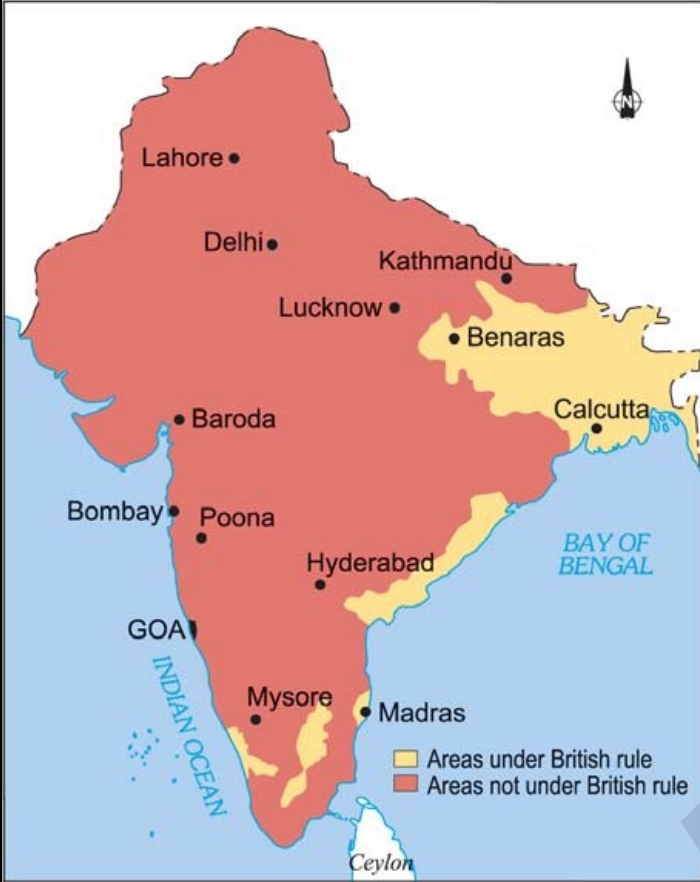 N
Lahore
Delhi
Kathmandu
Lucknow
Benaras
Calcutta
Baroda
Bombay
Poona
BAY OF
BENGAL
Hyderabad
GOA
INDIAN OCEAN
Mysore
Madras
Areas under British rule
Areas not under British rule
Ceylon